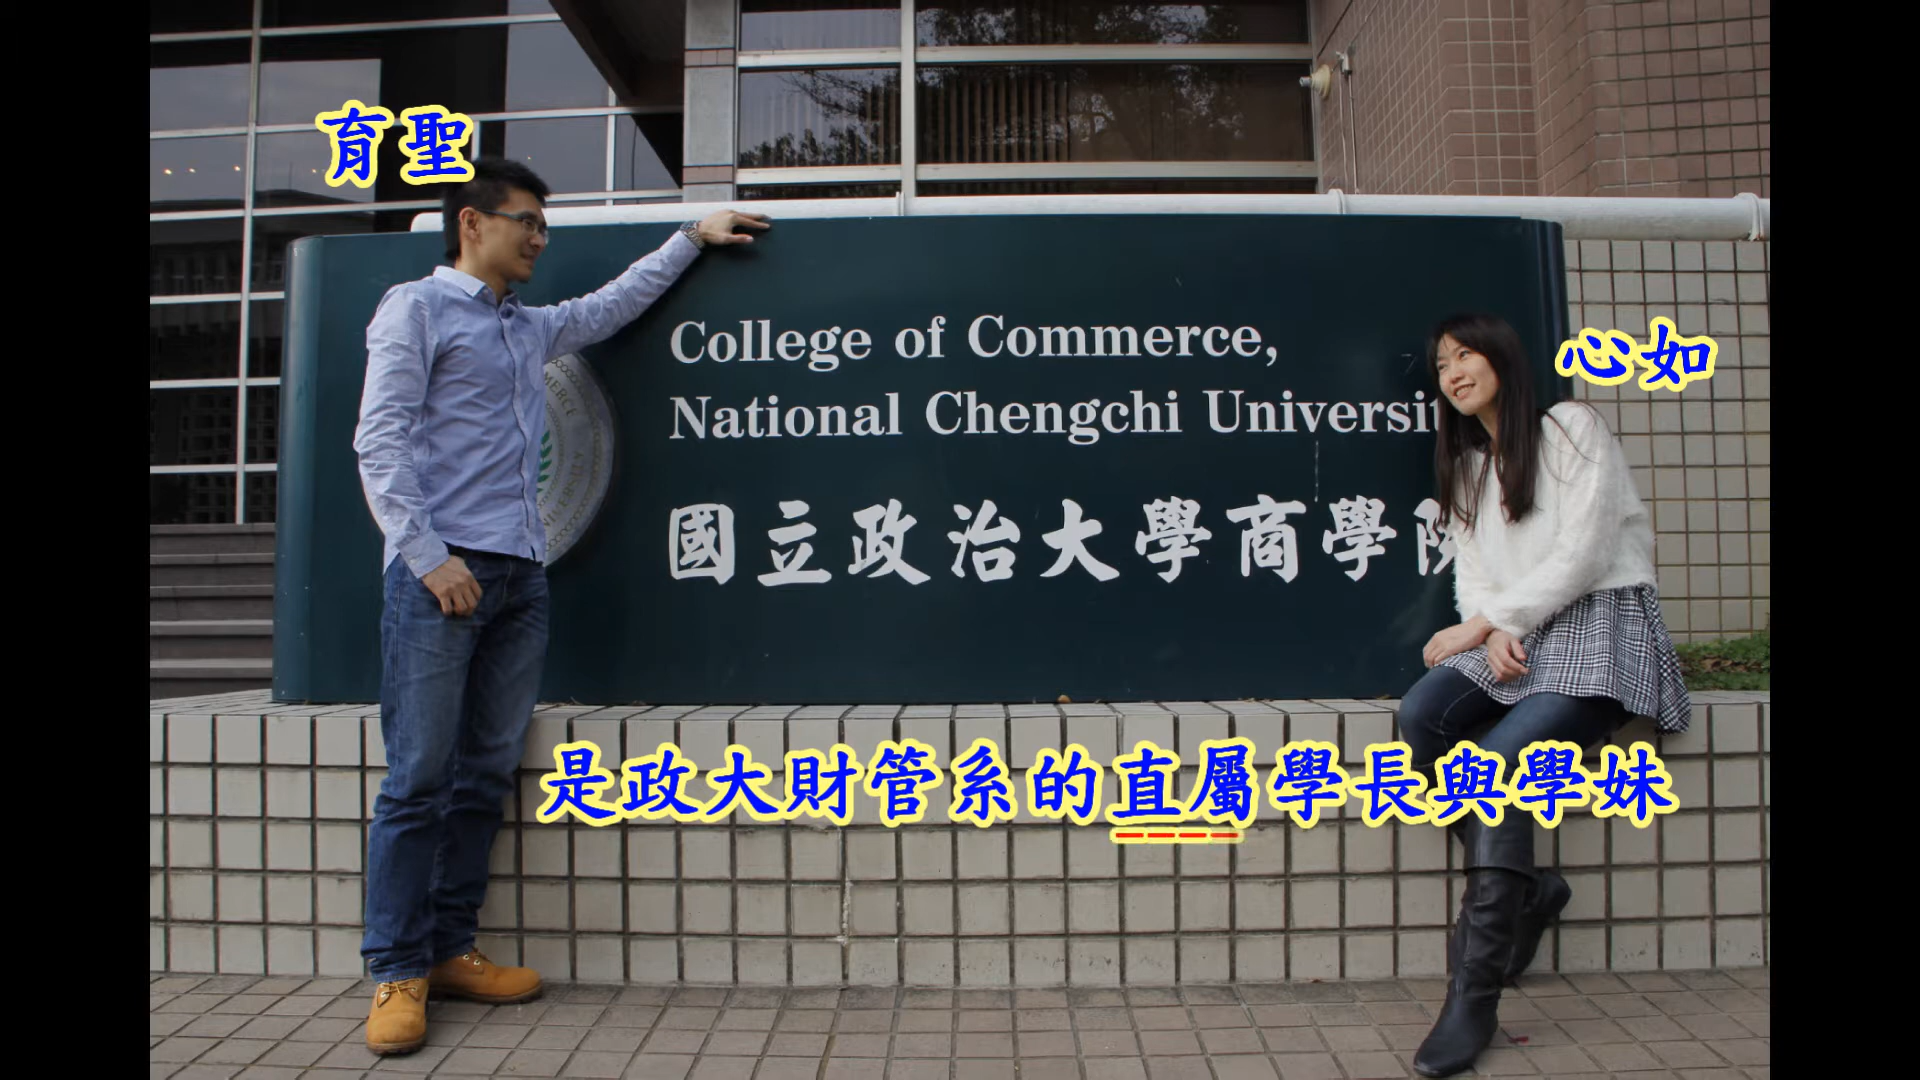 育聖
College of Commerce,
National Chengchi Universit
心如
國立政治大學商學院
是政大財管系的直屬學長與學妹